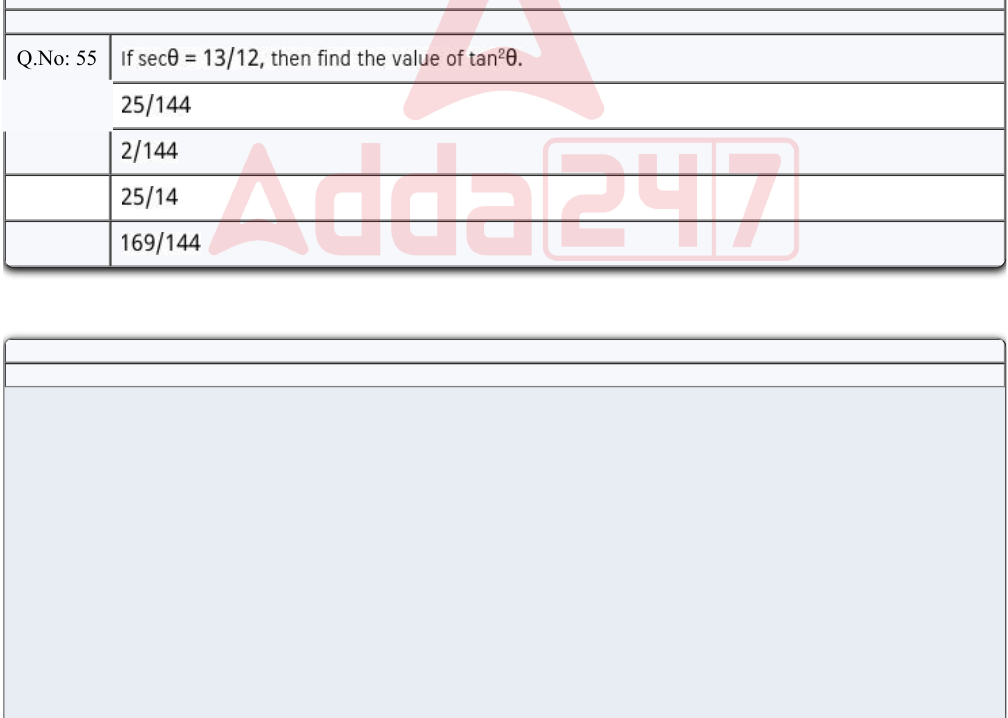 Q.No: 55 If secθ = 13/12, then find the value of tan²θ.
25/144
2/144
25/14
169/144
Adda247